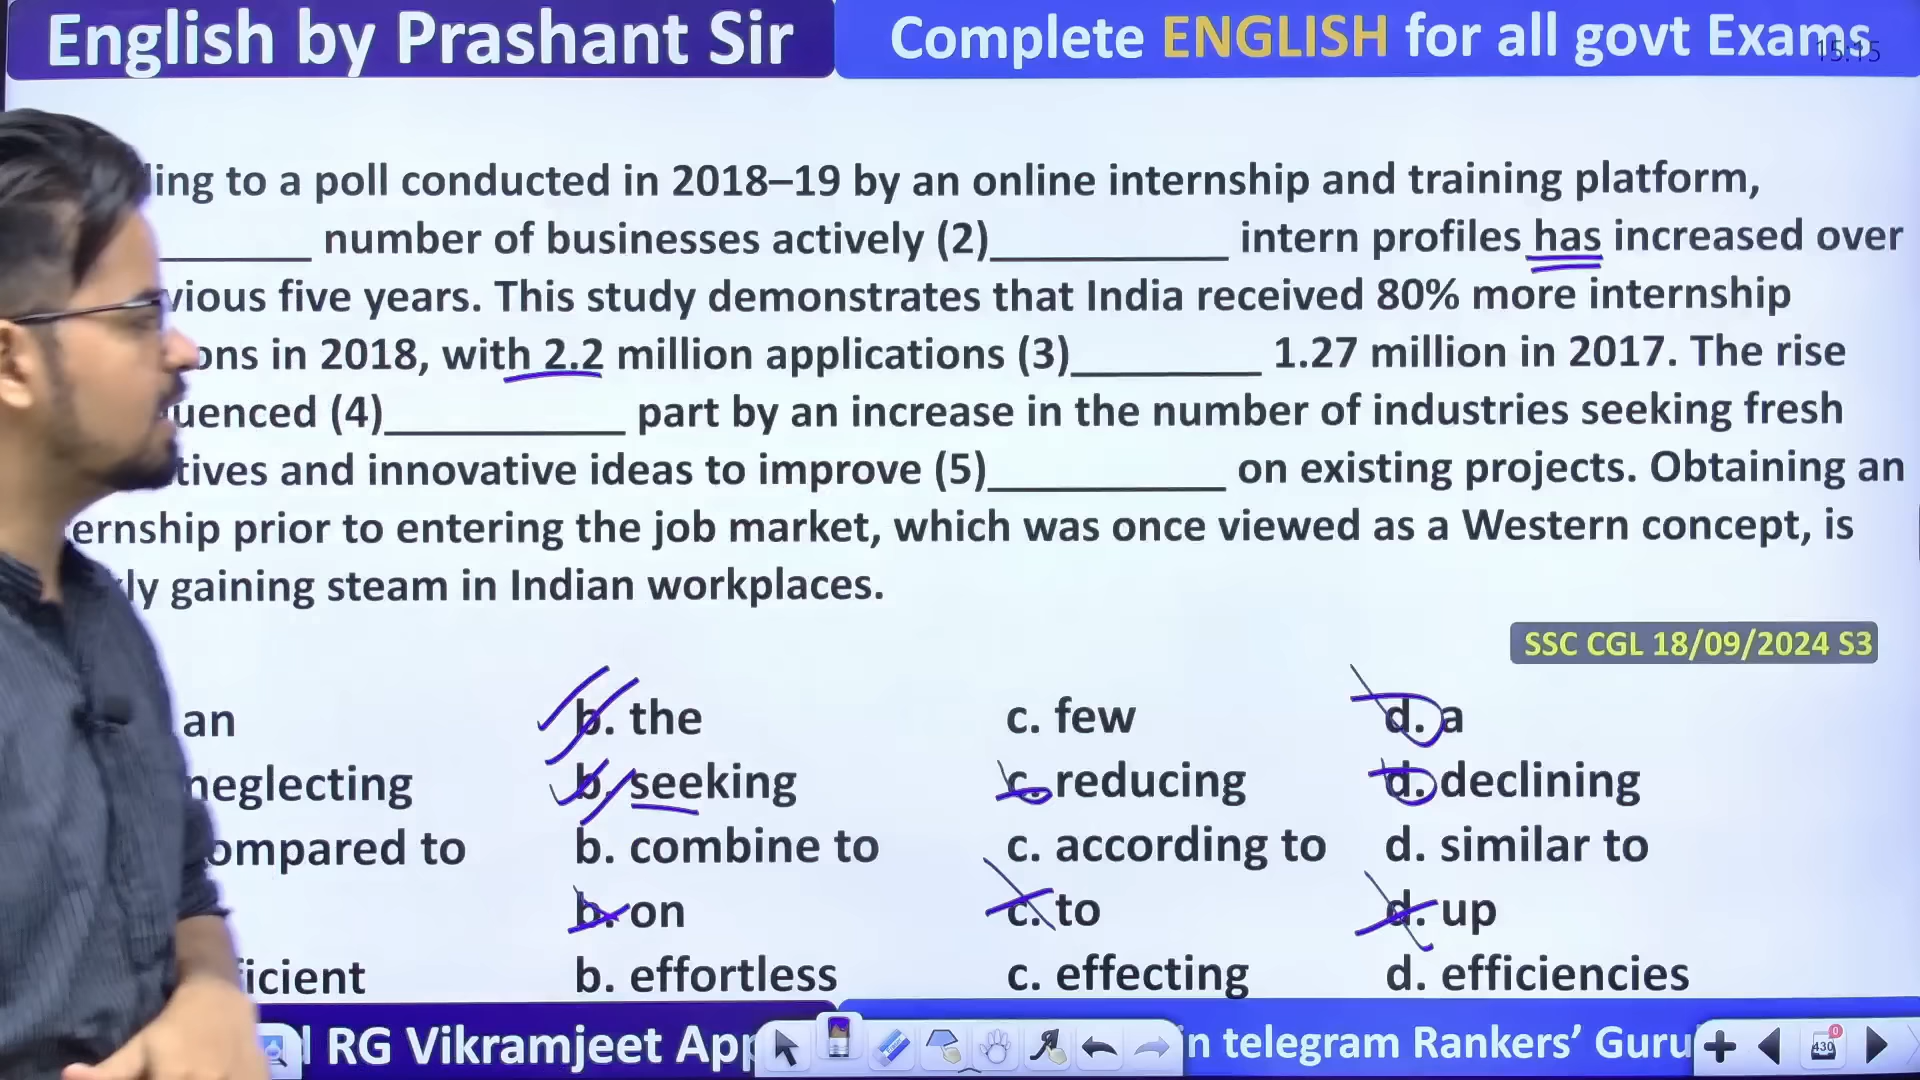 English by Prashant Sir
Complete ENGLISH for all govt Exams
15:15
ing to a poll conducted in 2018–19 by an online internship and training platform,
__________ number of businesses actively (2)__________ intern profiles has increased over
vious five years. This study demonstrates that India received 80% more internship
ons in 2018, with 2.2 million applications (3)________ 1.27 million in 2017. The rise
uenced (4)__________ part by an increase in the number of industries seeking fresh
tives and innovative ideas to improve (5)__________ on existing projects. Obtaining an
ernship prior to entering the job market, which was once viewed as a Western concept, is
ly gaining steam in Indian workplaces.
SSC CGL 18/09/2024 S3
an b. the c. few d. a
neglecting b. seeking c. reducing d. declining
ompared to b. combine to c. according to d. similar to
b. on c. to d. up
icient b. effortless c. effecting d. efficiencies
RG Vikramjeet App
n telegram Rankers’ Guru
430
0